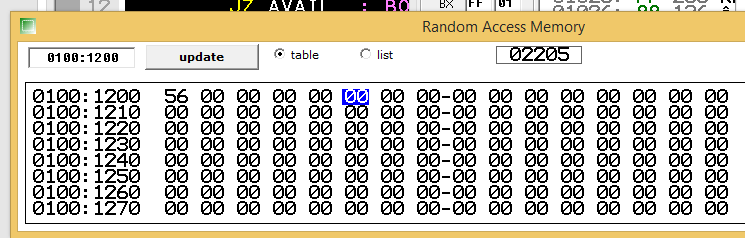 JZ AVAIL : BO
BX FF 01
Random Access Memory
0100:1200 update table list 02205
0100:1200 56 00 00 00 00 00 00 00-00 00 00 00 00 00 00 00
0100:1210 00 00 00 00 00 00 00 00-00 00 00 00 00 00 00 00
0100:1220 00 00 00 00 00 00 00 00-00 00 00 00 00 00 00 00
0100:1230 00 00 00 00 00 00 00 00-00 00 00 00 00 00 00 00
0100:1240 00 00 00 00 00 00 00 00-00 00 00 00 00 00 00 00
0100:1250 00 00 00 00 00 00 00 00-00 00 00 00 00 00 00 00
0100:1260 00 00 00 00 00 00 00 00-00 00 00 00 00 00 00 00
0100:1270 00 00 00 00 00 00 00 00-00 00 00 00 00 00 00 00